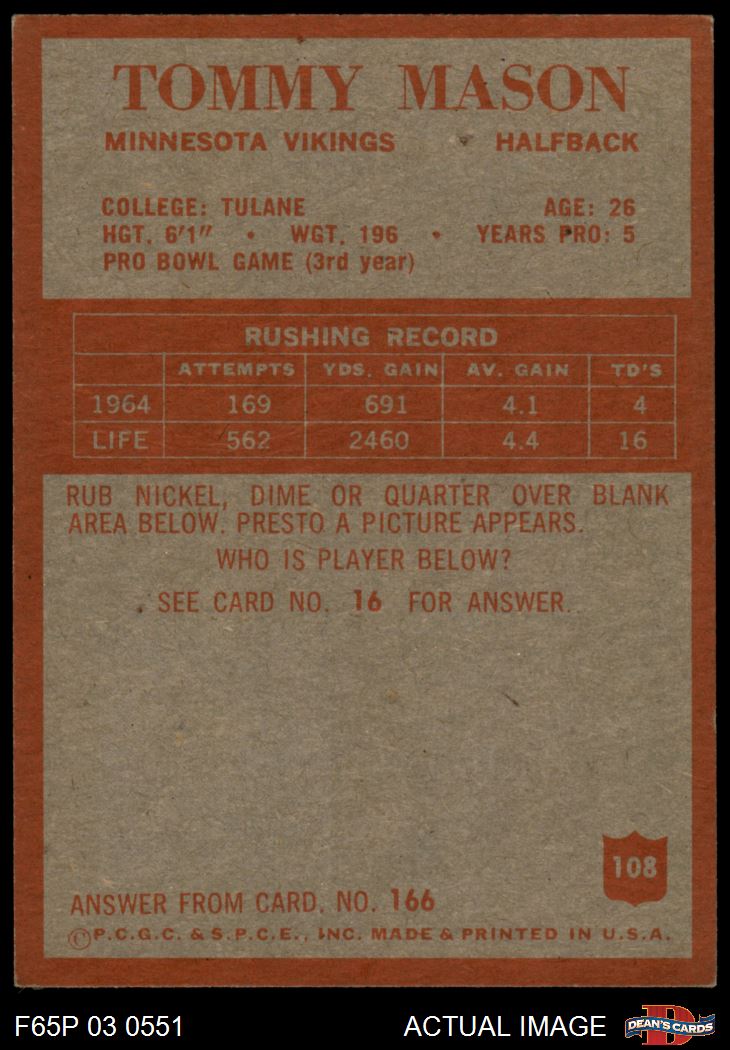 TOMMY MASON
MINNESOTA VIKINGS HALFBACK
COLLEGE: TULANE AGE: 26
HGT. 6'1" • WGT. 196 • YEARS PRO: 5
PRO BOWL GAME (3rd year)
RUSHING RECORD
ATTEMPTS YDS. GAIN AV. GAIN TD'S
1964 169 691 4.1 4
LIFE 562 2460 4.4 16
RUB NICKEL, DIME OR QUARTER OVER BLANK
AREA BELOW. PRESTO A PICTURE APPEARS.
WHO IS PLAYER BELOW?
SEE CARD NO. 16 FOR ANSWER.
108
ANSWER FROM CARD. NO. 166
©P.C.G.C. & S.P.C.E., INC. MADE & PRINTED IN U.S.A.
F65P 03 0551 ACTUAL IMAGE D DEAN'S CARDS